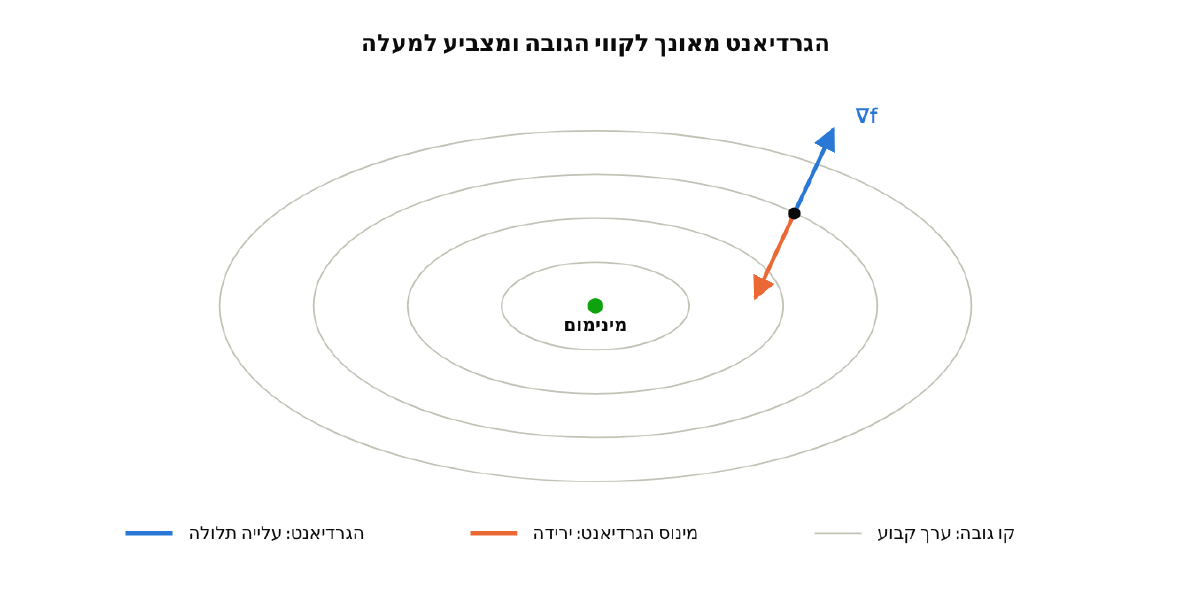 הגרדיאנט מאונך לקווי הגובה ומצביע למעלה
∇f
מינימום
קו גובה: ערך קבוע
מינוס הגרדיאנט: ירידה
הגרדיאנט: עלייה תלולה